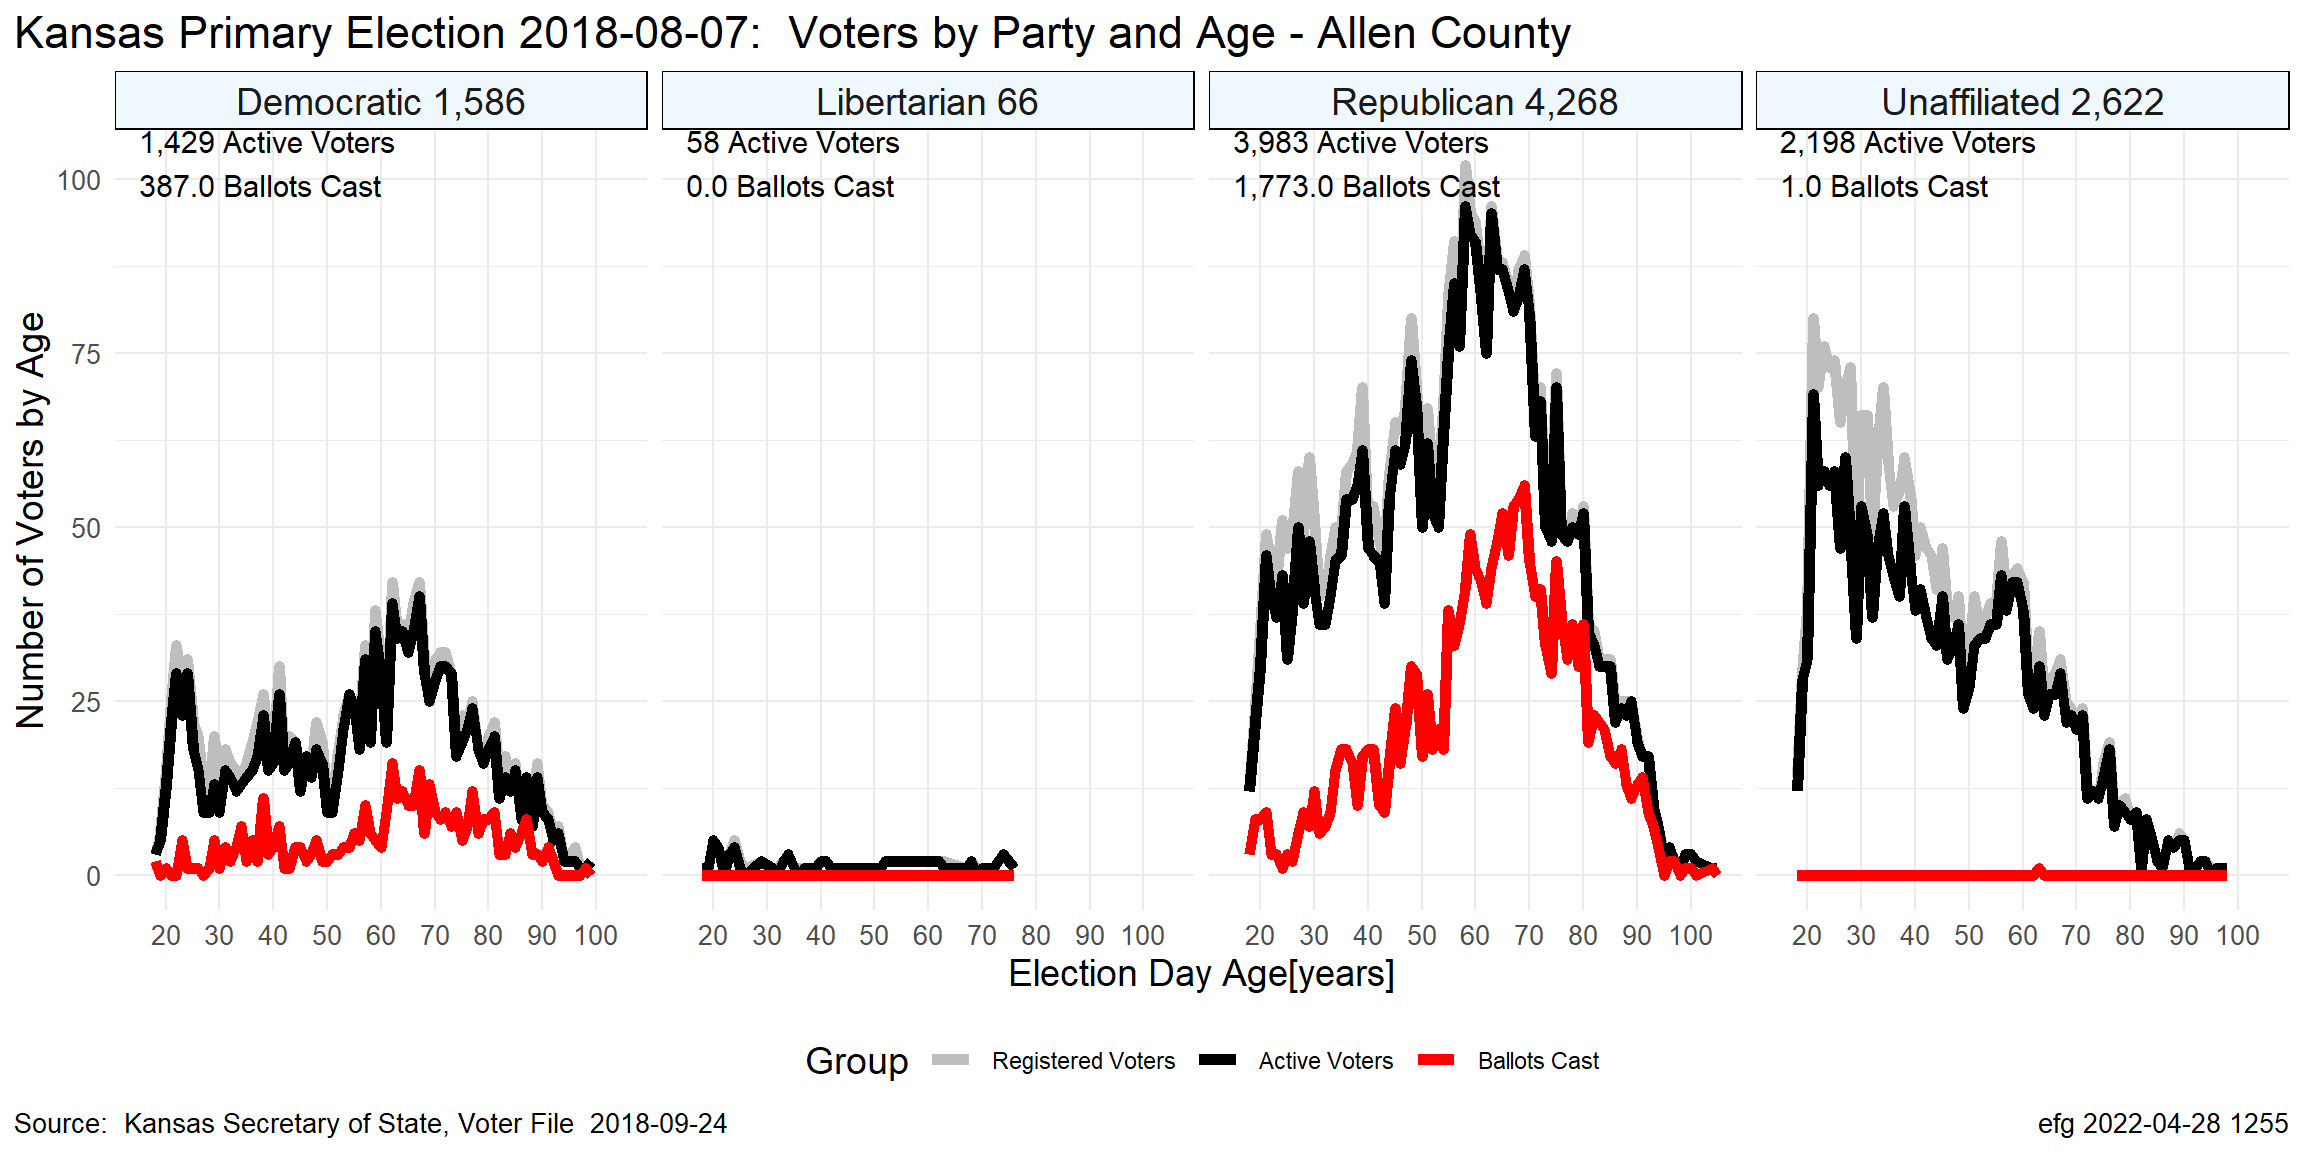 Kansas Primary Election 2018-08-07:  Voters by Party and Age - Allen County
Democratic 1,586
Libertarian 66
Republican 4,268
Unaffiliated 2,622
1,429 Active Voters
387.0 Ballots Cast
58 Active Voters
0.0 Ballots Cast
3,983 Active Voters
1,773.0 Ballots Cast
2,198 Active Voters
1.0 Ballots Cast
Number of Voters by Age
100
75
50
25
0
20 30 40 50 60 70 80 90 100
20 30 40 50 60 70 80 90 100
20 30 40 50 60 70 80 90 100
20 30 40 50 60 70 80 90 100
Election Day Age[years]
Group Registered Voters Active Voters Ballots Cast
Source:  Kansas Secretary of State, Voter File  2018-09-24
efg 2022-04-28 1255